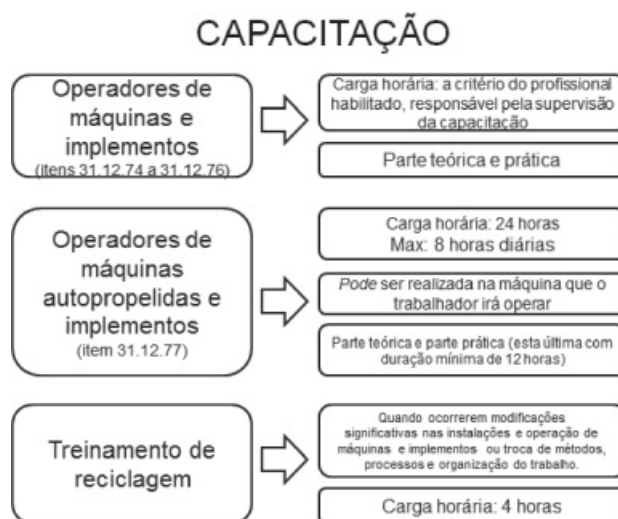 CAPACITAÇÃO
Operadores de
máquinas e
implementos
(itens 31.12.74 a 31.12.76)
Carga horária: a critério do profissional
habilitado, responsável pela supervisão
da capacitação
Parte teórica e prática
Operadores de
máquinas
autopropelidas e
implementos
(item 31.12.77)
Carga horária: 24 horas
Max: 8 horas diárias
Pode ser realizada na máquina que o
trabalhador irá operar
Parte teórica e parte prática (esta última com
duração mínima de 12 horas)
Treinamento de
reciclagem
Quando ocorrerem modificações
significativas nas instalações e operação de
máquinas e implementos ou troca de métodos,
processos e organização do trabalho.
Carga horária: 4 horas